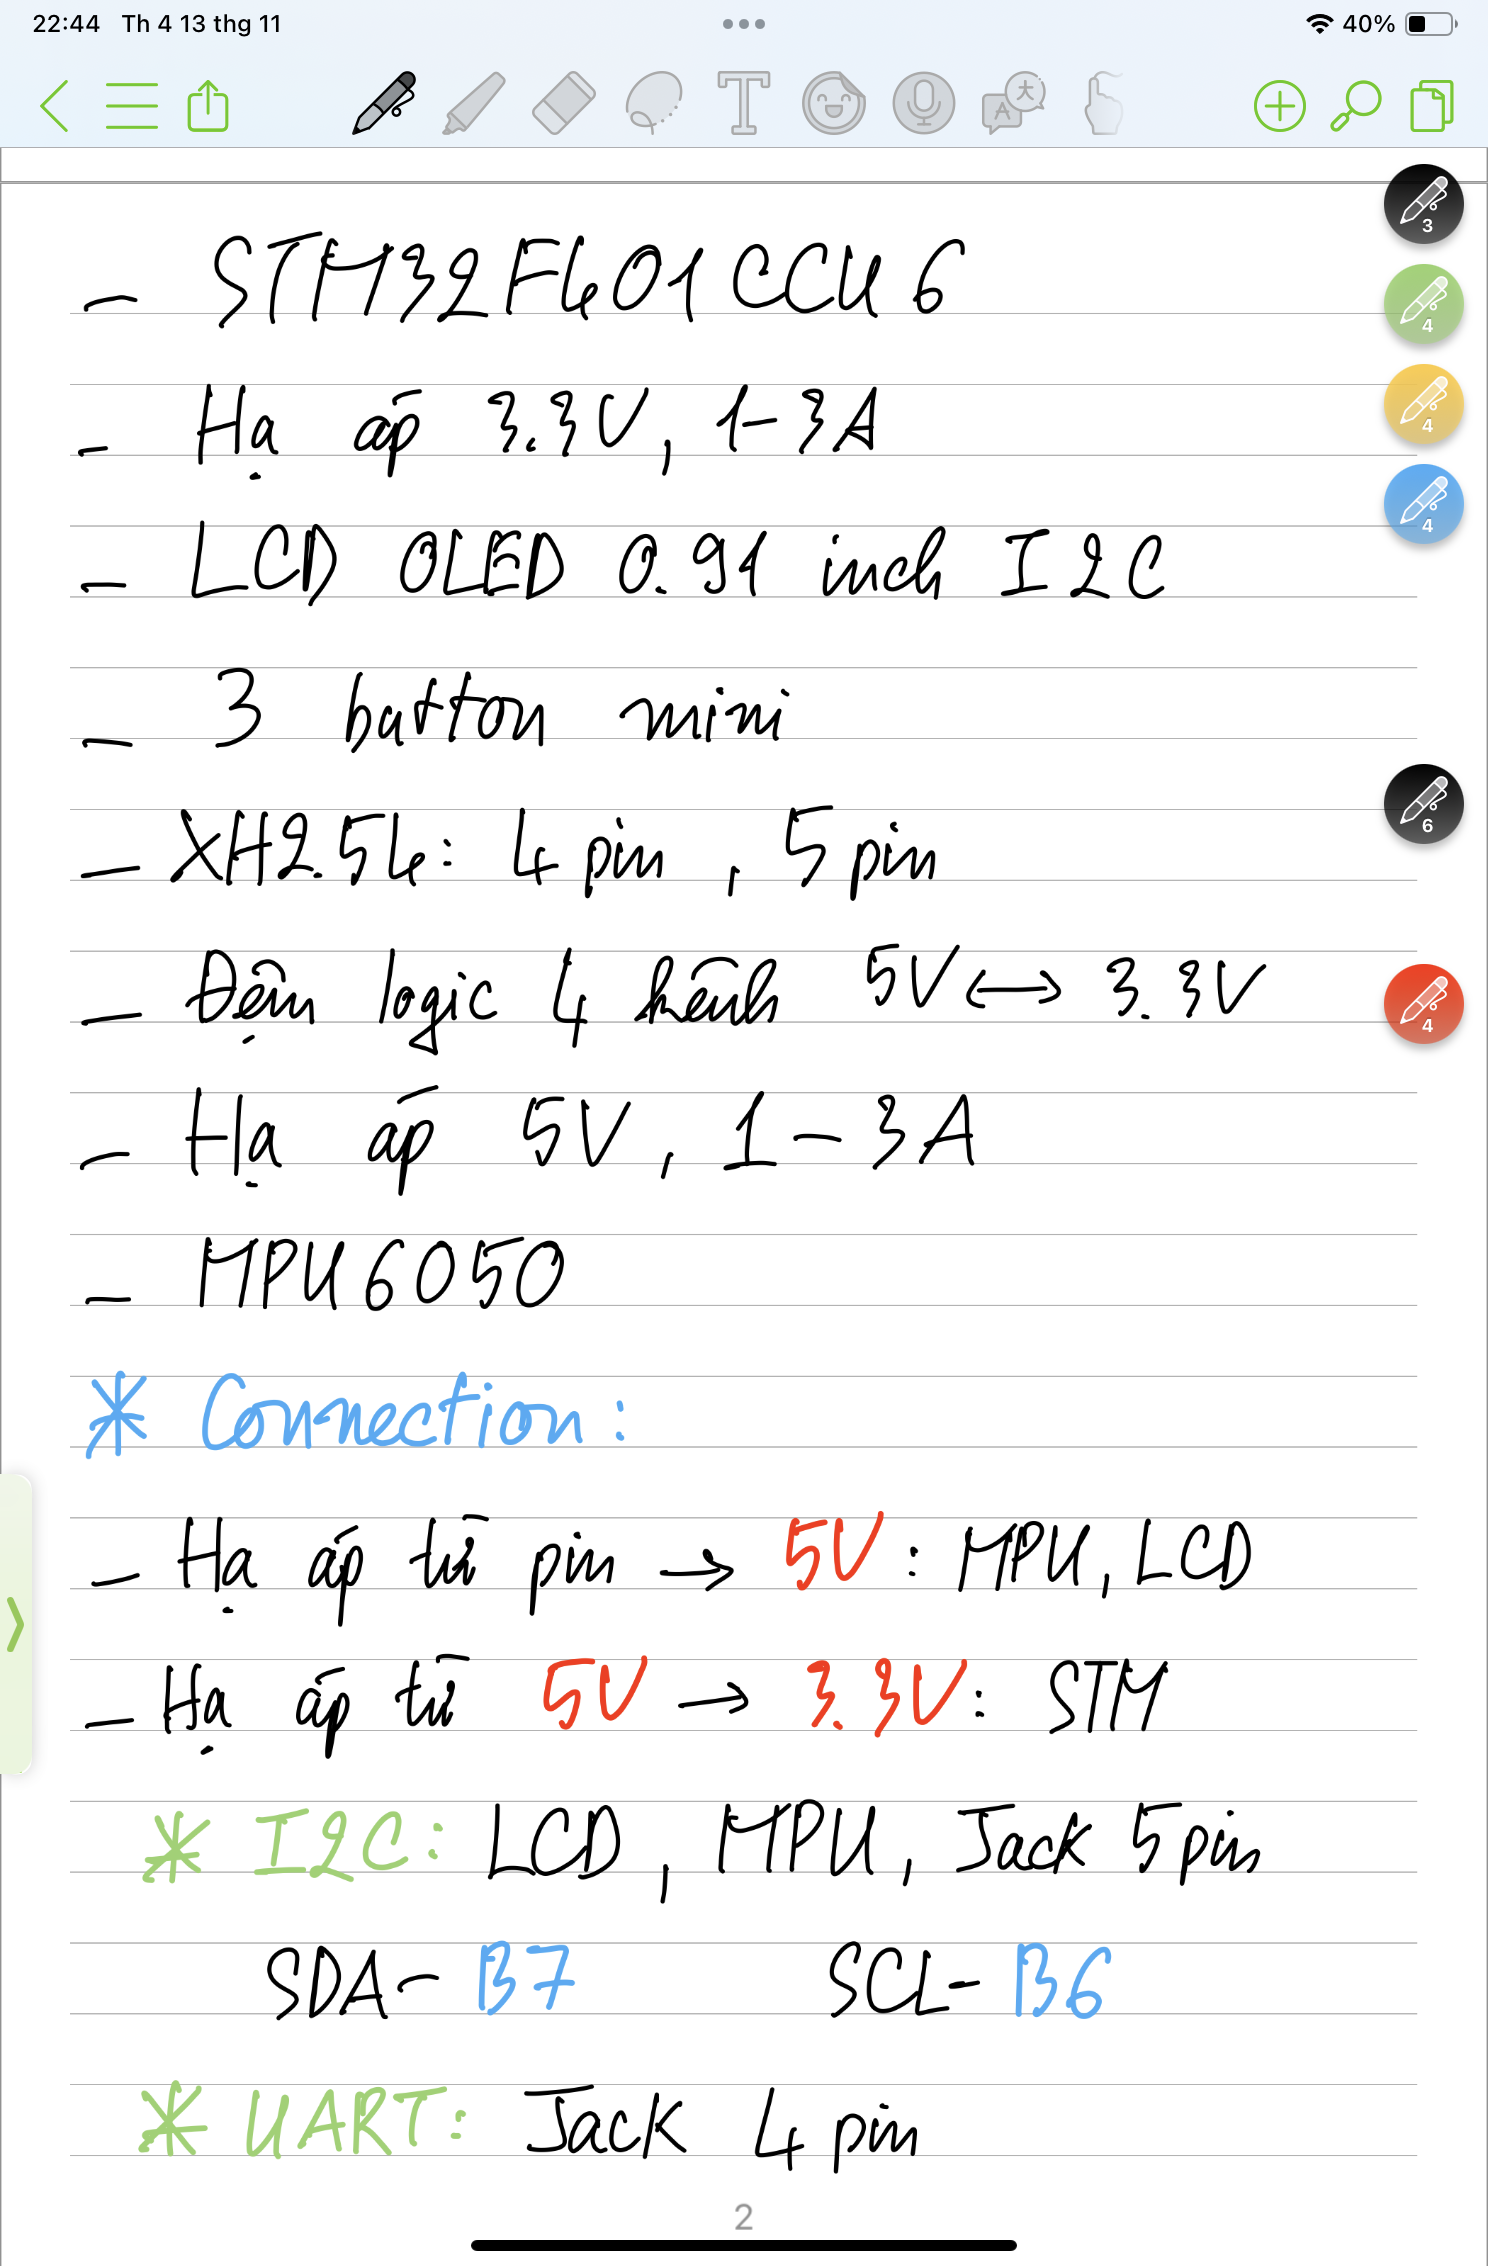 22:44 Th 4 13 thg 11 40%
3
4
4
4
6
4
- STM32F401CCU6
- Hạ áp 3.3V, 1-3A
- LCD OLED 0.91 inch I2C
- 3 button mini
- XH2.54: 4 pin, 5 pin
- Đệm logic 4 kênh 5V ↔ 3.3V
- Hạ áp 5V, 1-3A
- MPU6050
* Connection:
- Hạ áp từ pin → 5V: MPU, LCD
- Hạ áp từ 5V → 3.3V: STM
* I2C: LCD, MPU, Jack 5 pin
SDA - B7 SCL - B6
* UART: Jack 4 pin
2